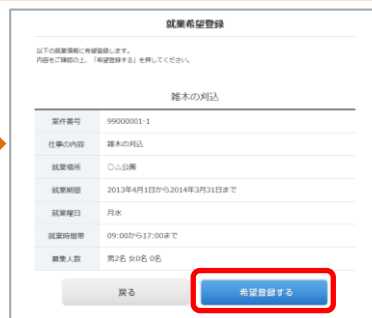 就業希望登録
以下の就業情報に希望登録します。
内容をご確認の上、「希望登録する」を押してください。
雑木の刈込
案件番号 99000001-1
仕事の内容 雑木の刈込
就業場所 〇△公園
就業期間 2013年4月1日から2014年3月31日まで
就業曜日 月水
就業時間帯 09:00から17:00まで
募集人数 男2名 女0名 0名
戻る 希望登録する